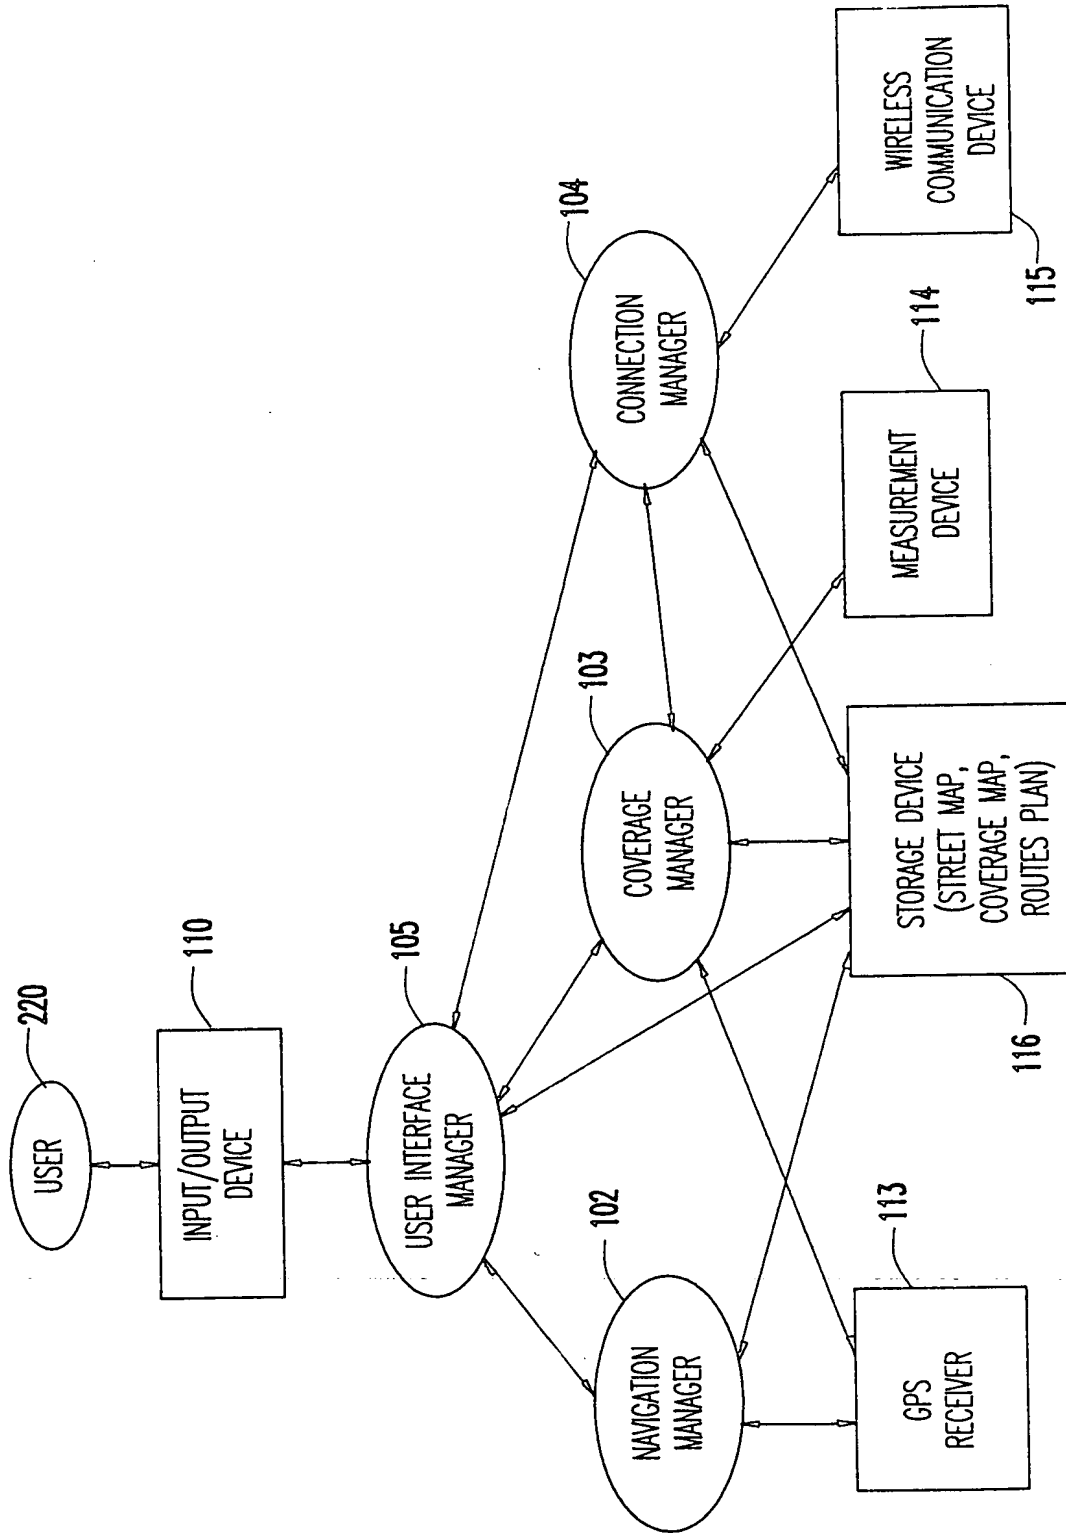 USER
220
INPUT/OUTPUT
DEVICE
110
USER INTERFACE
MANAGER
105
NAVIGATION
MANAGER
102
COVERAGE
MANAGER
103
CONNECTION
MANAGER
104
GPS
RECEIVER
113
STORAGE DEVICE
(STREET MAP,
COVERAGE MAP,
ROUTES PLAN)
116
MEASUREMENT
DEVICE
114
WIRELESS
COMMUNICATION
DEVICE
115